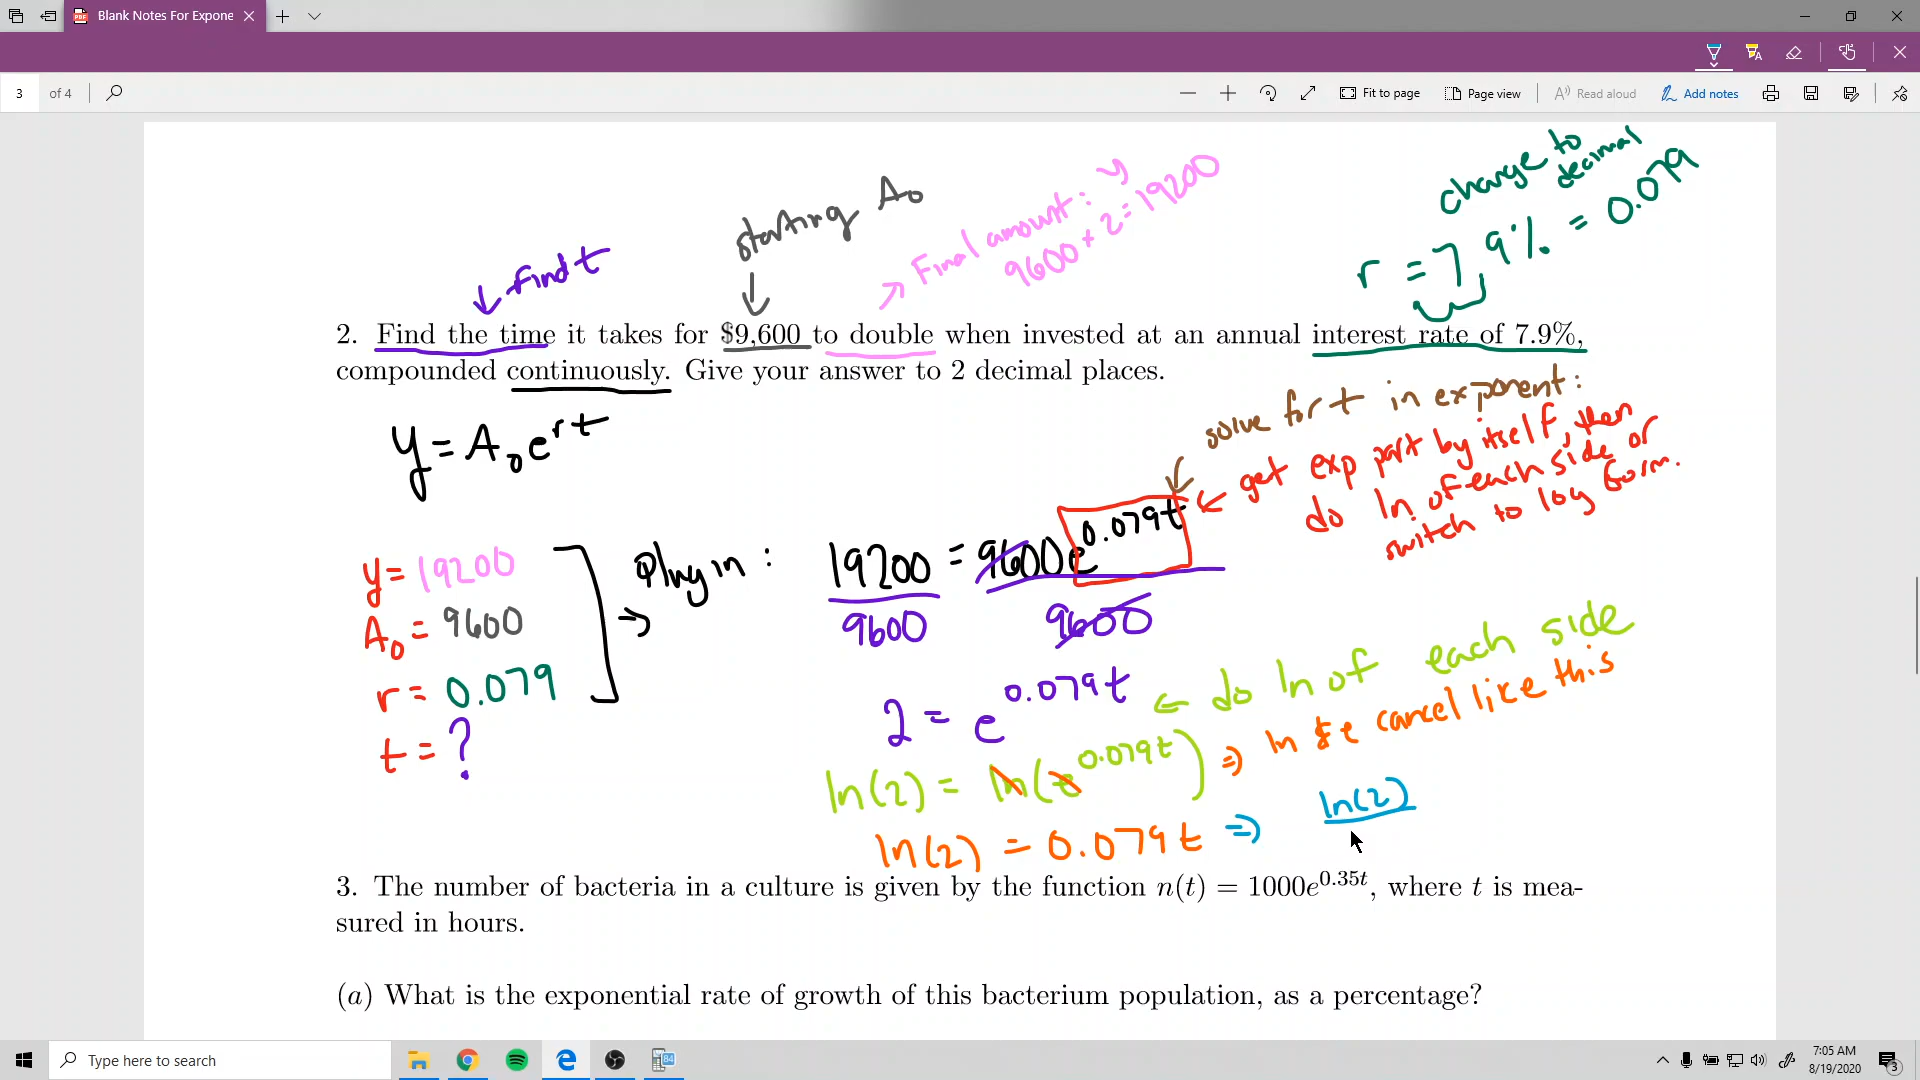 Blank Notes For Expone
3 of 4
Fit to page
Page view
Read aloud
Add notes
change to
decimal
r = 7.9% = 0.079
starting A₀
Final amount: y
9600 * 2 = 19200
find t
2. Find the time it takes for $9,600 to double when invested at an annual interest rate of 7.9%,
compounded continuously. Give your answer to 2 decimal places.
y = A₀e^{rt}
solve for t in exponent:
get exp part by itself, then
do ln of each side or
switch to log form.
y = 19200
A₀ = 9600
r = 0.079
t = ?
⇒ Plug in :
19200 = 9600e^{0.079t}
9600 9600
2 = e^{0.079t} ← do ln of each side
ln(2) = ln(e^{0.079t}) ⇒ ln & e cancel like this
ln(2) = 0.079t ⇒ ln(2)
3. The number of bacteria in a culture is given by the function n(t) = 1000e^{0.35t}, where t is mea-
sured in hours.
(a) What is the exponential rate of growth of this bacterium population, as a percentage?
Type here to search
84
7:05 AM
8/19/2020
3